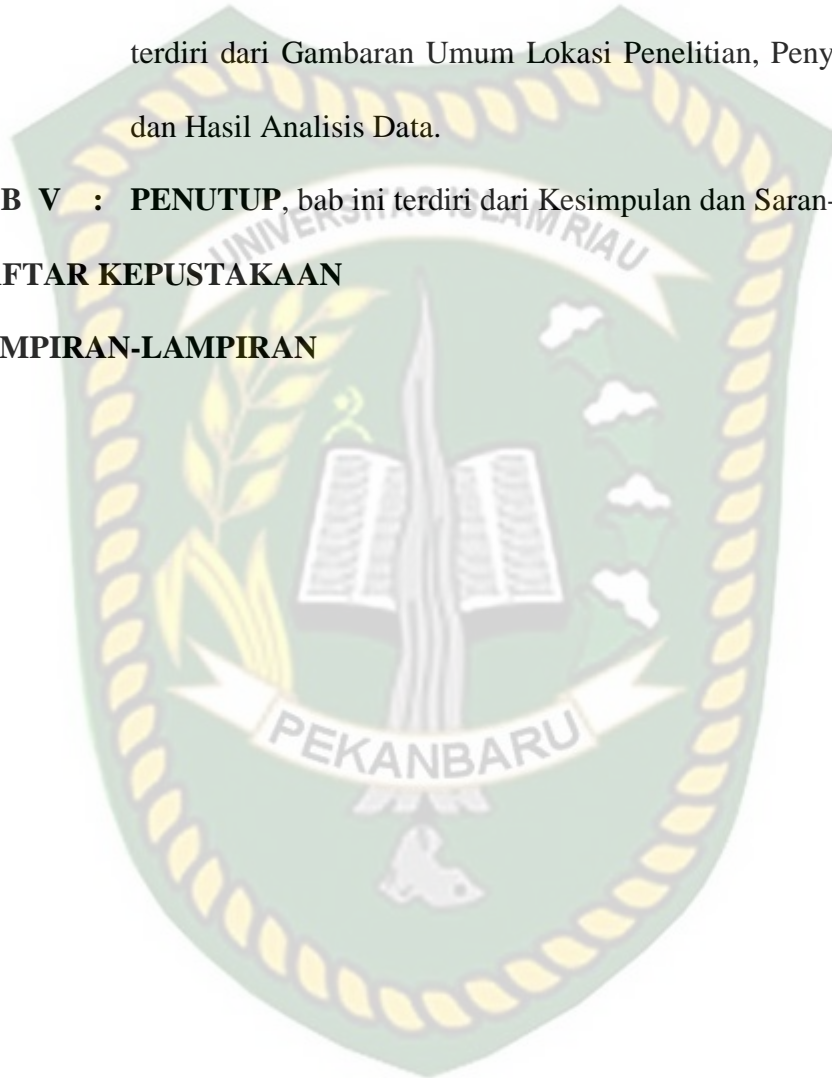 terdiri dari Gambaran Umum Lokasi Penelitian, Peny
dan Hasil Analisis Data.
B V : PENUTUP, bab ini terdiri dari Kesimpulan dan Saran-
AFTAR KEPUSTAKAAN
MPIRAN-LAMPIRAN
UNIVERSITAS ISLAM RIAU
PEKANBARU